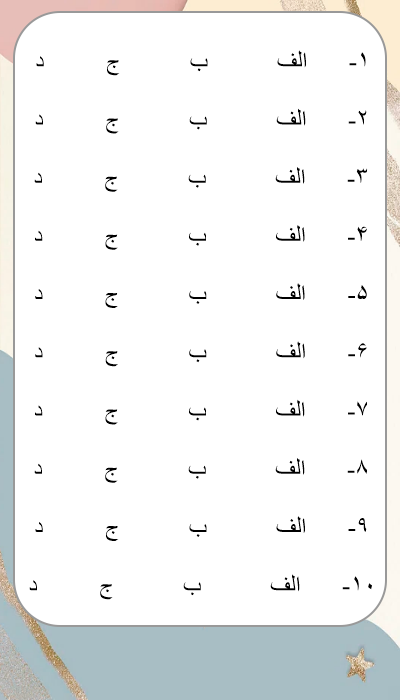 ۱- الف ب ج د
۲- الف ب ج د
۳- الف ب ج د
۴- الف ب ج د
۵- الف ب ج د
۶- الف ب ج د
۷- الف ب ج د
۸- الف ب ج د
۹- الف ب ج د
۱۰- الف ب ج د